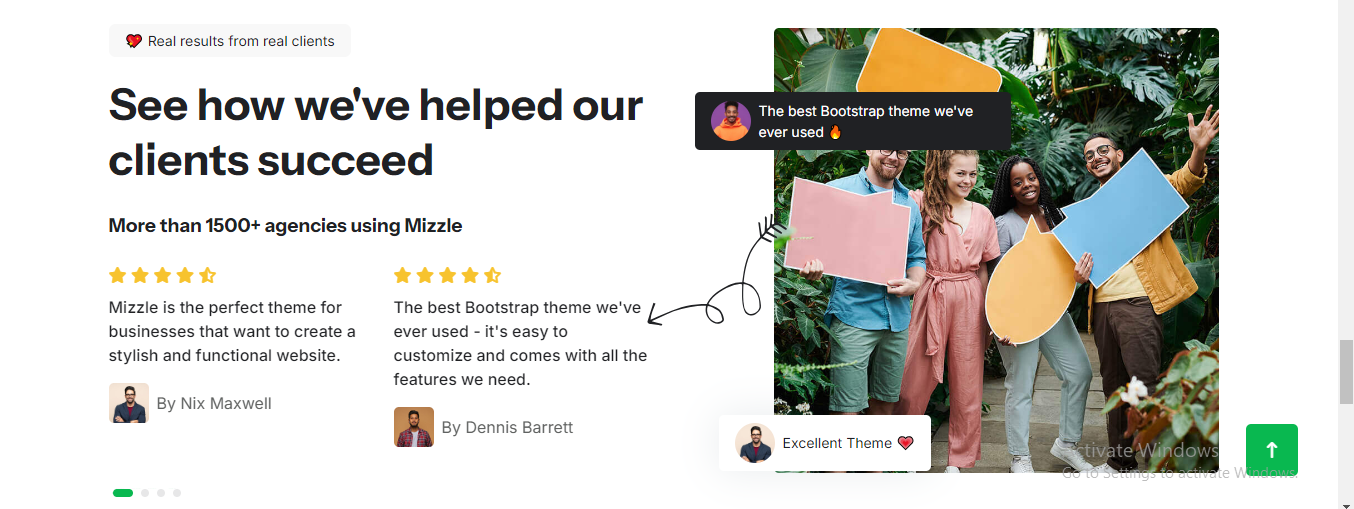 💘 Real results from real clients
See how we've helped our
clients succeed
More than 1500+ agencies using Mizzle
Mizzle is the perfect theme for
businesses that want to create a
stylish and functional website.
By Nix Maxwell
The best Bootstrap theme we've
ever used - it's easy to
customize and comes with all the
features we need.
By Dennis Barrett
The best Bootstrap theme we've
ever used 🔥
Excellent Theme 💗
Activate Windows
Go to Settings to activate Windows.